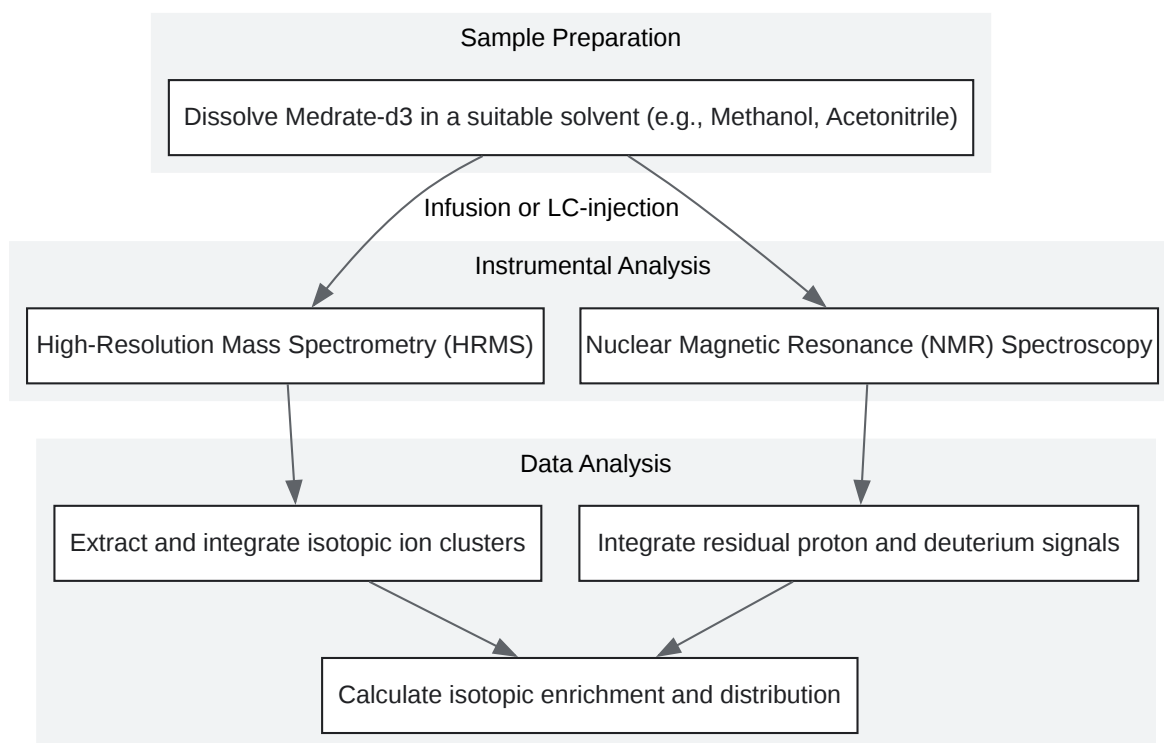 Sample Preparation
Dissolve Medrate-d3 in a suitable solvent (e.g., Methanol, Acetonitrile)
Infusion or LC-injection
Instrumental Analysis
High-Resolution Mass Spectrometry (HRMS)
Nuclear Magnetic Resonance (NMR) Spectroscopy
Data Analysis
Extract and integrate isotopic ion clusters
Integrate residual proton and deuterium signals
Calculate isotopic enrichment and distribution